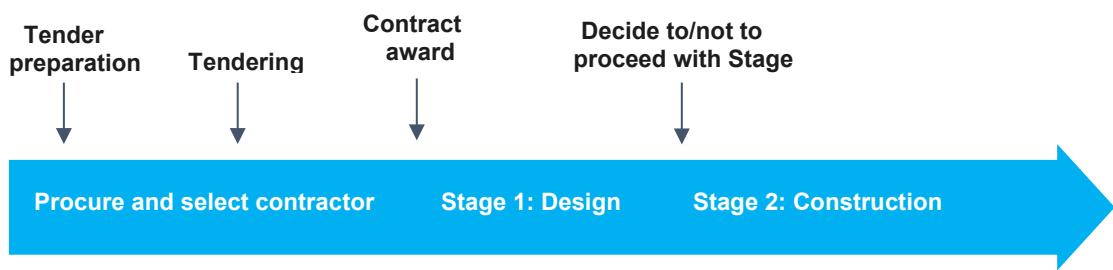 Tender
preparation
Tendering
Contract
award
Decide to/not to
proceed with Stage
Procure and select contractor
Stage 1: Design
Stage 2: Construction